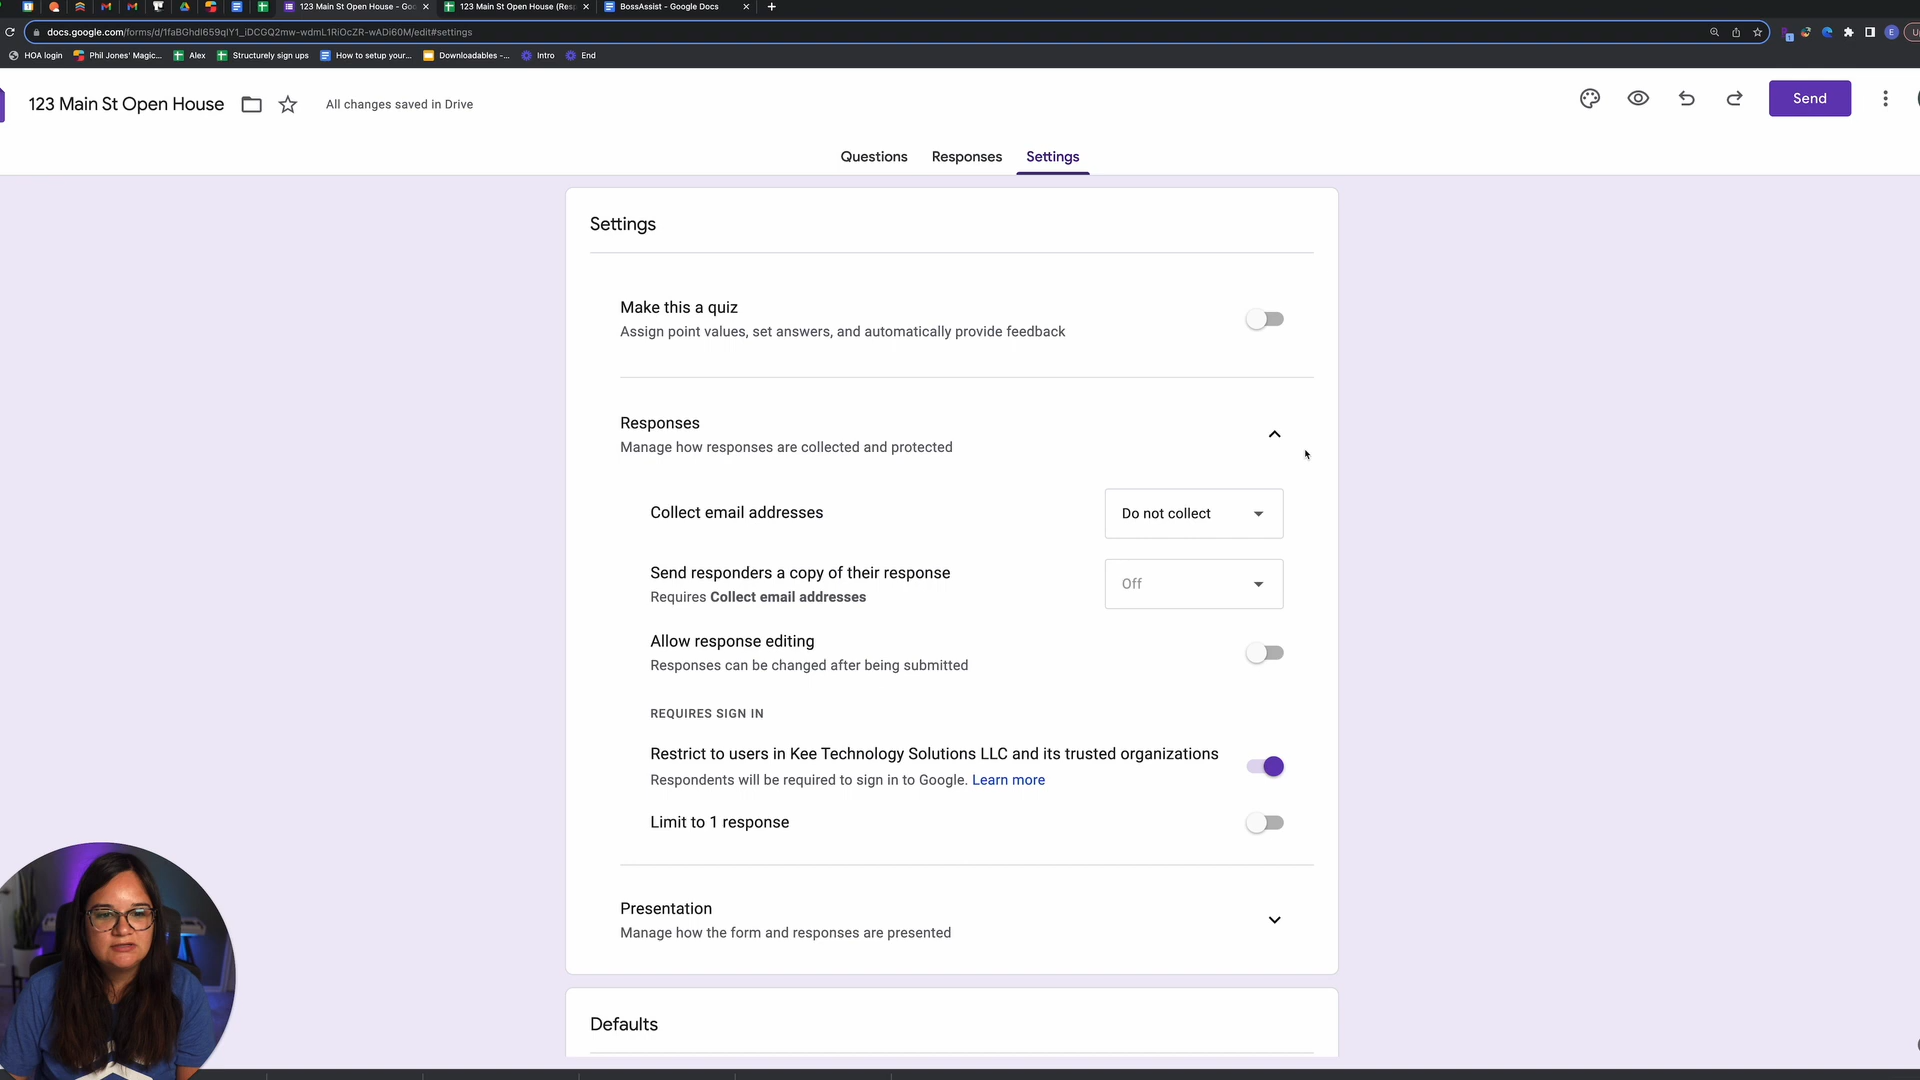 123 Main St Open House - Goo
123 Main St Open House (Resp
BossAssist - Google Docs
docs.google.com/forms/d/1faBGhdI659qIY1_iDCGQ2mw-wdmL1RiOcZR-wADi60M/edit#settings
HOA login
Phil Jones' Magic...
Alex
Structurely sign ups
How to setup your...
Downloadables -...
Intro
End
123 Main St Open House
All changes saved in Drive
Send
Questions
Responses
Settings
Settings
Make this a quiz
Assign point values, set answers, and automatically provide feedback
Responses
Manage how responses are collected and protected
Collect email addresses
Do not collect
Send responders a copy of their response
Off
Requires Collect email addresses
Allow response editing
Responses can be changed after being submitted
REQUIRES SIGN IN
Restrict to users in Kee Technology Solutions LLC and its trusted organizations
Respondents will be required to sign in to Google. Learn more
Limit to 1 response
Presentation
Manage how the form and responses are presented
Defaults